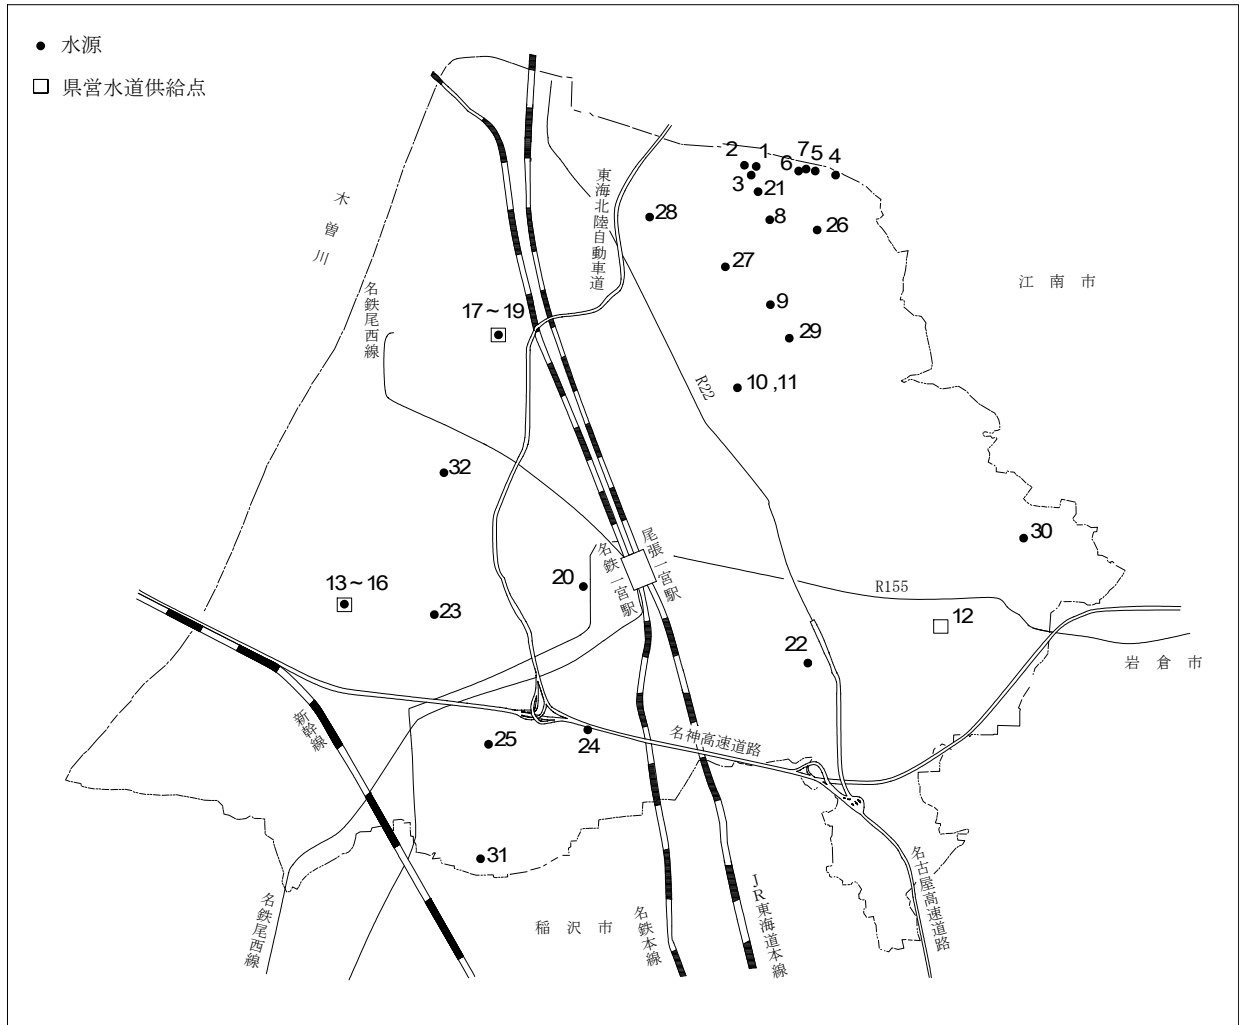 水源
県営水道供給点
木曽川
名鉄尾西線
東海北陸自動車道
2
1
3
21
6
7
5
4
28
8
26
27
江南市
9
17～19
29
R22
10 ,11
32
30
尾張一宮駅
名鉄一宮駅
20
R155
13～16
23
12
22
岩倉市
新幹線
25
24
名神高速道路
31
名古屋高速道路
名鉄尾西線
稲沢市
名鉄本線
JR東海道本線